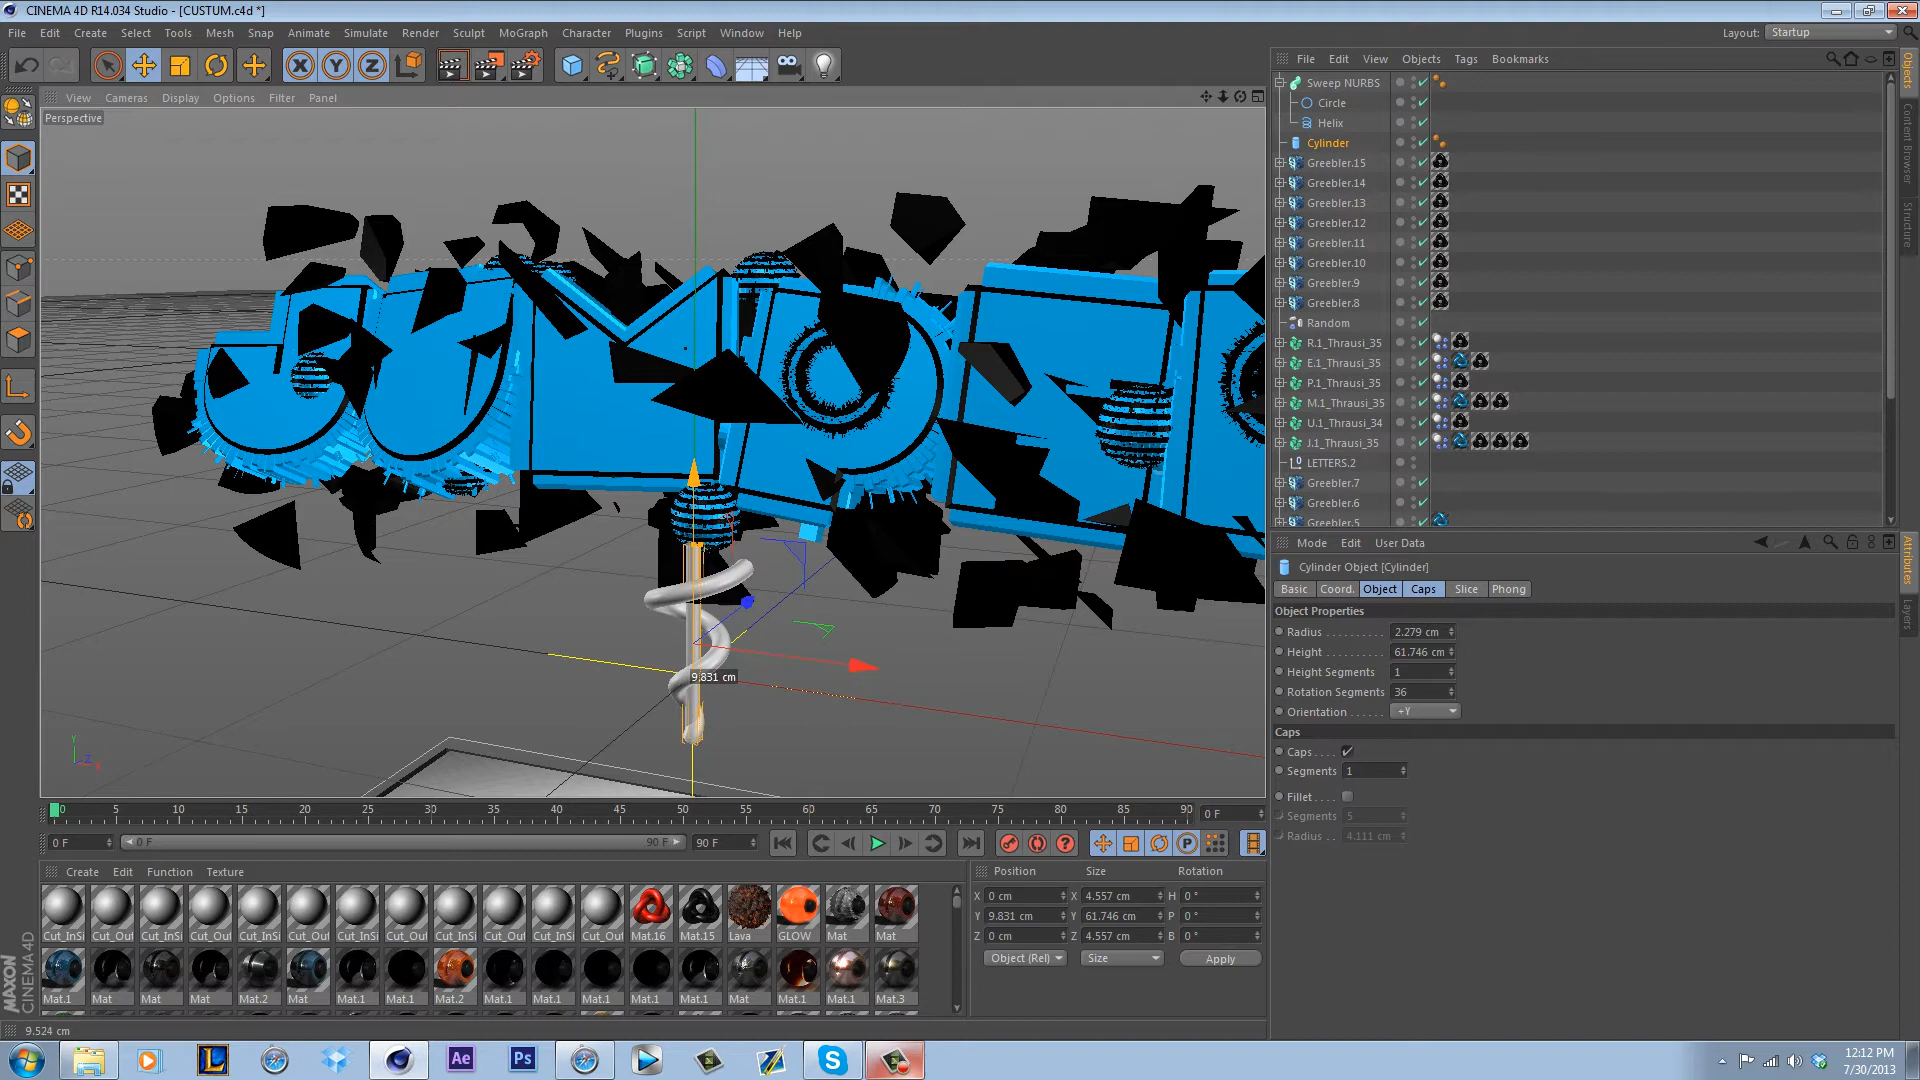 CINEMA 4D R14.034 Studio - [CUSTUM.c4d *]
File Edit Create Select Tools Mesh Snap Animate Simulate Render Sculpt MoGraph Character Plugins Script Window Help
Layout: Startup
View Cameras Display Options Filter Panel
Perspective
9.831 cm
File Edit View Objects Tags Bookmarks
Sweep NURBS
Circle
Helix
Cylinder
Greebler.15
Greebler.14
Greebler.13
Greebler.12
Greebler.11
Greebler.10
Greebler.9
Greebler.8
Random
R.1_Thrausi_35
E.1_Thrausi_35
P.1_Thrausi_35
M.1_Thrausi_35
U.1_Thrausi_34
J.1_Thrausi_35
LETTERS.2
Greebler.7
Greebler.6
Greebler.5
Objects
Content Browser
Structure
Mode Edit User Data
Cylinder Object [Cylinder]
Basic Coord. Object Caps Slice Phong
Object Properties
Radius 2.279 cm
Height 61.746 cm
Height Segments 1
Rotation Segments 36
Orientation +Y
Caps
Caps
Segments 1
Fillet
Segments 5
Radius 4.111 cm
Attributes
Layers
0 5 10 15 20 25 30 35 40 45 50 55 60 65 70 75 80 85 90 0 F
0 F 0 F 90 F 90 F
Create Edit Function Texture
Cut_InSi Cut_Out Cut_InSi Cut_Out Cut_InSi Cut_Out Cut_InSi Cut_Out Cut_InSi Cut_Out Cut_InSi Cut_Out Mat.16 Mat.15 Lava GLOW Mat Mat
Mat.1 Mat Mat Mat Mat.2 Mat Mat.1 Mat.1 Mat.2 Mat.1 Mat.1 Mat.1 Mat.1 Mat.1 Mat Mat.1 Mat.1 Mat.3
Position Size Rotation
X 0 cm X 4.557 cm H 0 °
Y 9.831 cm Y 61.746 cm P 0 °
Z 0 cm Z 4.557 cm B 0 °
Object (Rel) Size Apply
MAXON CINEMA 4D
9.524 cm
12:12 PM
7/30/2013